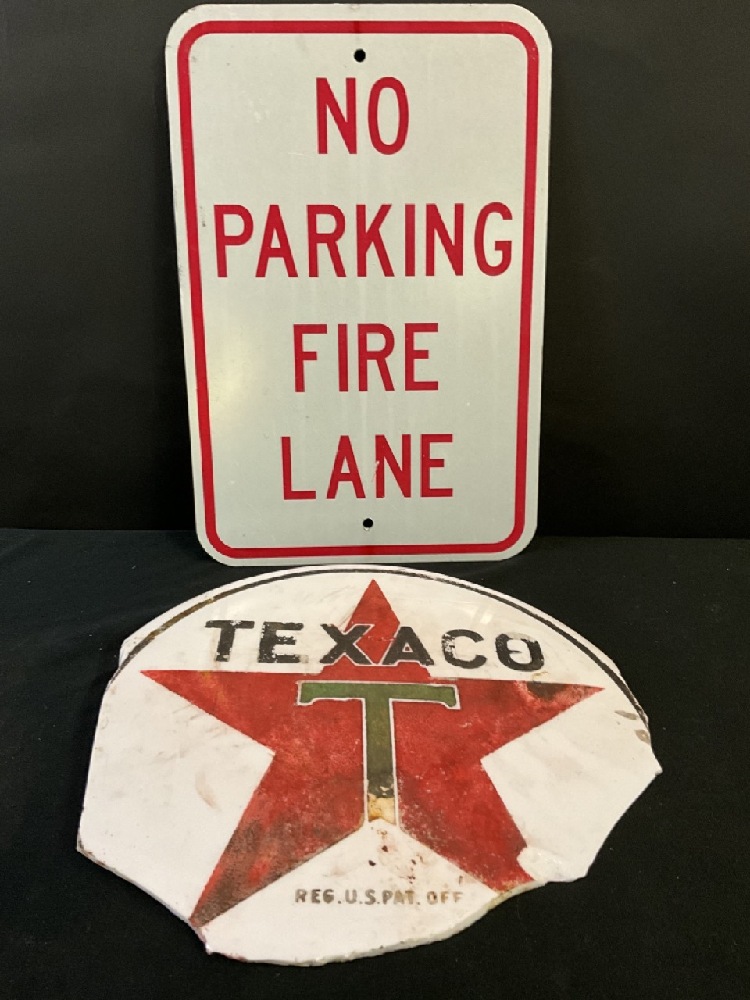 NO
PARKING
FIRE
LANE
TEXACO
T
REG. U.S. PAT. OFF